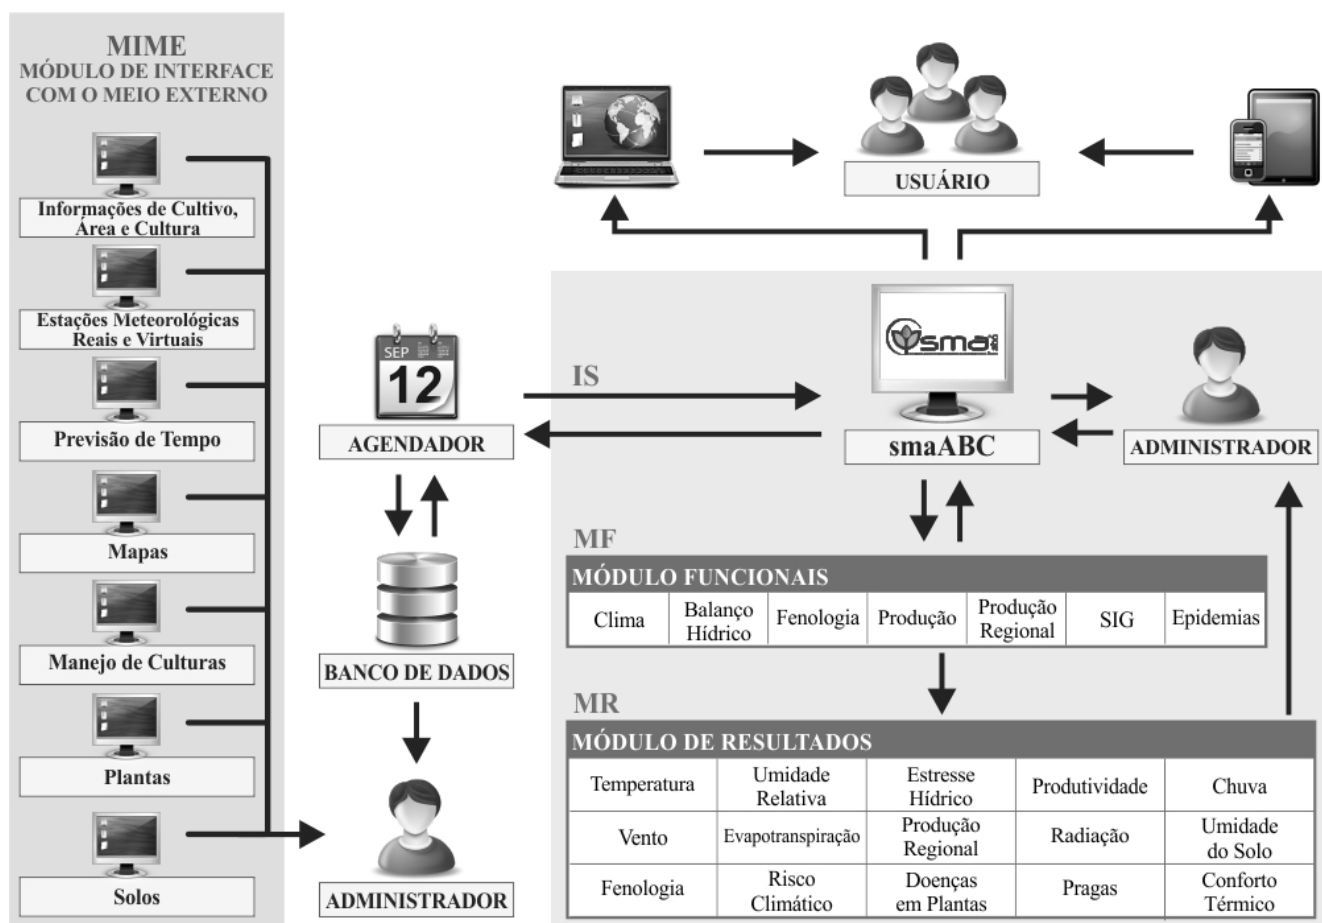 MIME
MÓDULO DE INTERFACE
COM O MEIO EXTERNO
Informações de Cultivo,
Área e Cultura
Estações Meteorológicas
Reais e Virtuais
Previsão de Tempo
Mapas
Manejo de Culturas
Plantas
Solos
SEP
12
AGENDADOR
BANCO DE DADOS
ADMINISTRADOR
USUÁRIO
IS
sma
smaABC
ADMINISTRADOR
MF
MÓDULO FUNCIONAIS
Clima
Balanço
Hídrico
Fenologia
Produção
Produção
Regional
SIG
Epidemias
MR
MÓDULO DE RESULTADOS
Temperatura
Umidade
Relativa
Estresse
Hídrico
Produtividade
Chuva
Vento
Evapotranspiração
Produção
Regional
Radiação
Umidade
do Solo
Fenologia
Risco
Climático
Doenças
em Plantas
Pragas
Conforto
Térmico